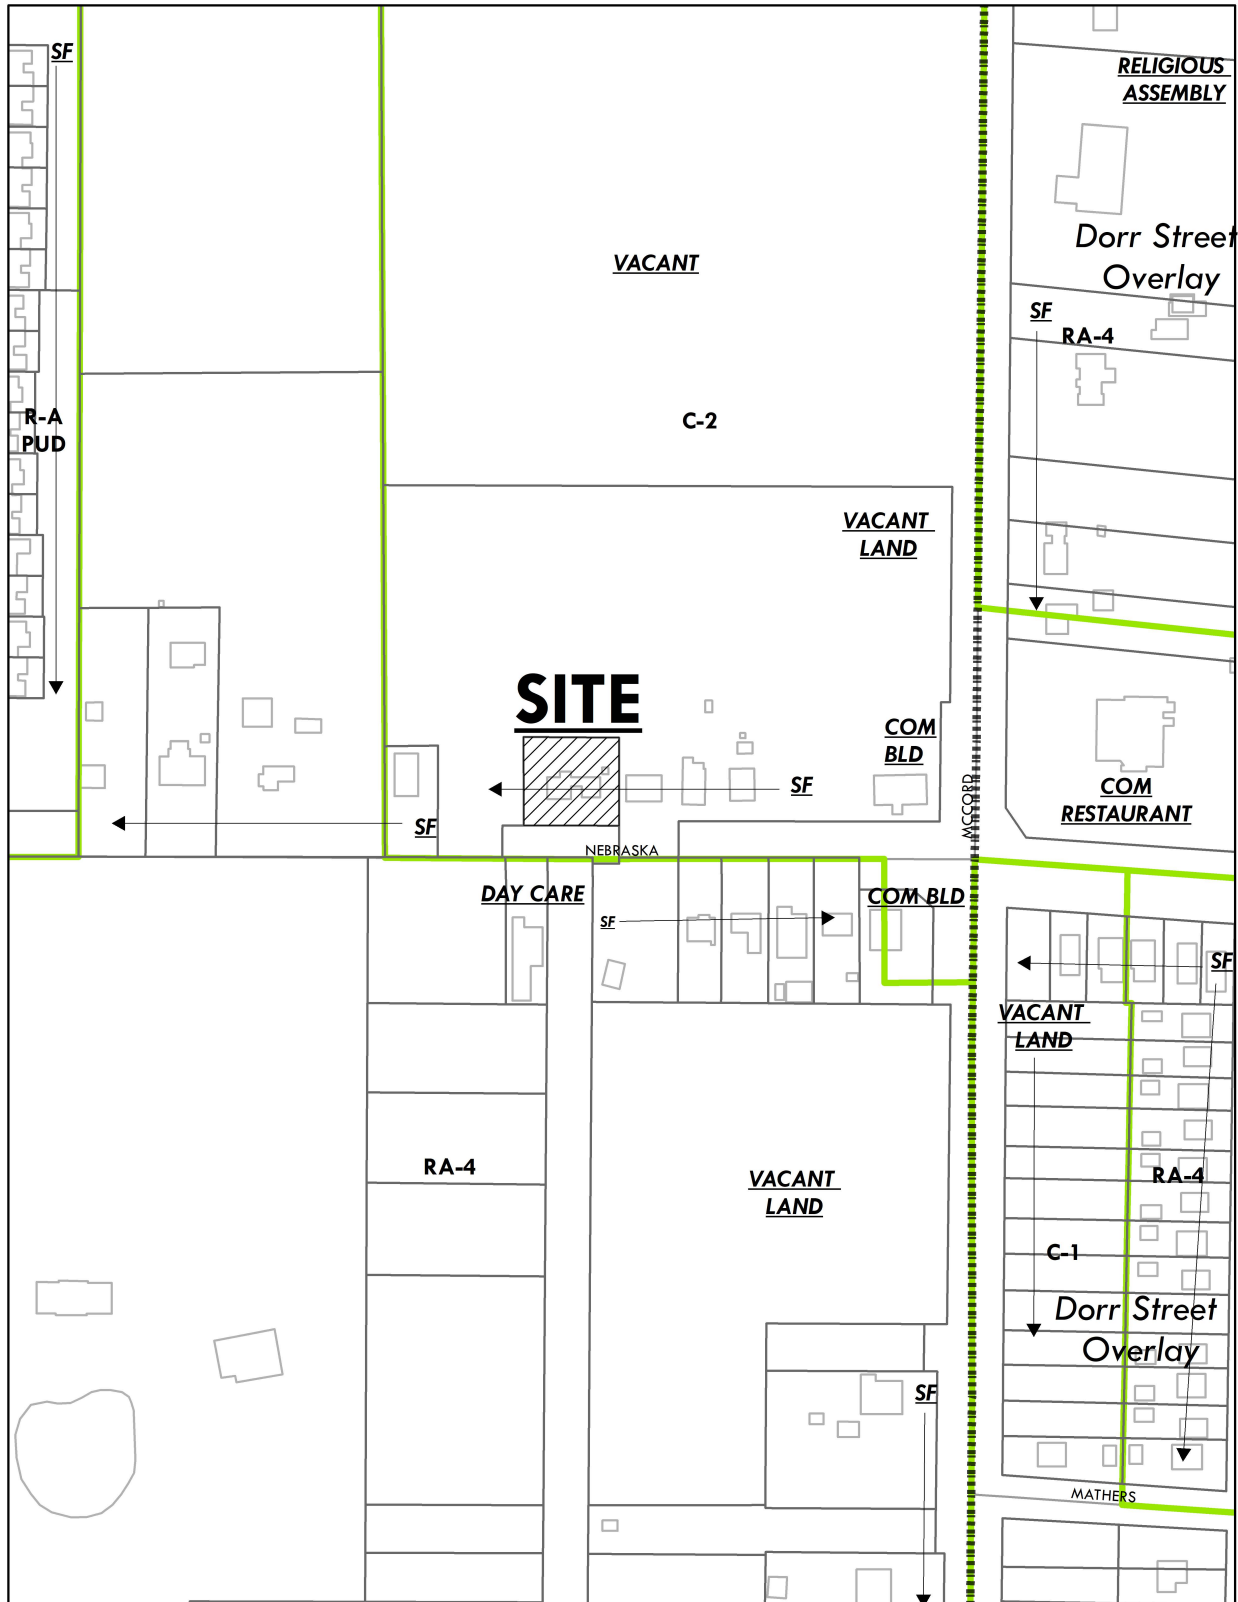 SF
RELIGIOUS
ASSEMBLY
Dorr Street
Overlay
VACANT
SF
RA-4
R-A
PUD
C-2
VACANT
LAND
SITE
COM
BLD
MCCORD
SF
COM
RESTAURANT
SF
NEBRASKA
DAY CARE
COM BLD
SF
SF
VACANT
LAND
RA-4
VACANT
LAND
RA-4
C-1
Dorr Street
Overlay
SF
MATHERS